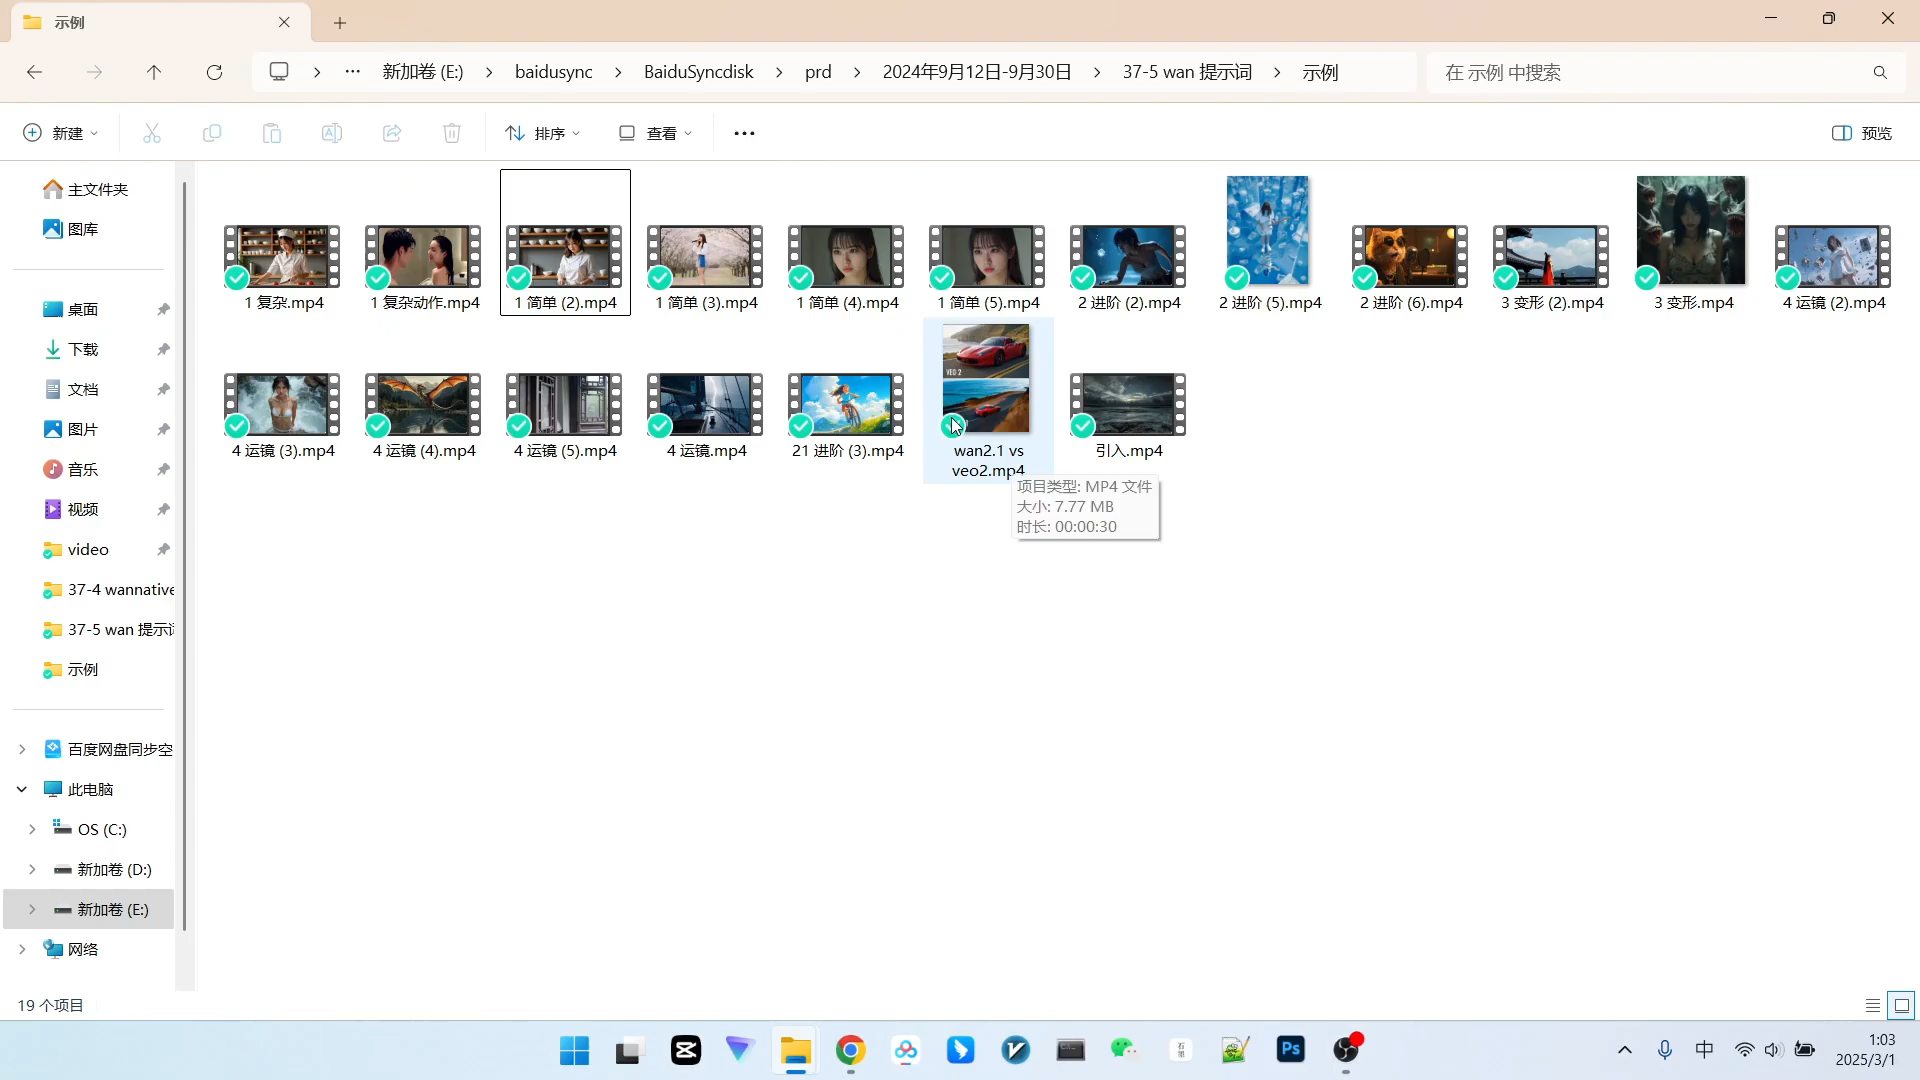 示例
新加卷 (E:)
baidusync
BaiduSyncdisk
prd
2024年9月12日-9月30日
37-5 wan 提示词
示例
在 示例 中搜索
新建
排序
查看
预览
主文件夹
图库
桌面
下载
文档
图片
音乐
视频
video
37-4 wannative
37-5 wan 提示
示例
百度网盘同步空
此电脑
OS (C:)
新加卷 (D:)
新加卷 (E:)
网络
1 复杂.mp4
1 复杂动作.mp4
1 简单 (2).mp4
1 简单 (3).mp4
1 简单 (4).mp4
1 简单 (5).mp4
2 进阶 (2).mp4
2 进阶 (5).mp4
2 进阶 (6).mp4
3 变形 (2).mp4
3 变形.mp4
4 运镜 (2).mp4
4 运镜 (3).mp4
4 运镜 (4).mp4
4 运镜 (5).mp4
4 运镜.mp4
21 进阶 (3).mp4
VEO 2
wan2.1 vs
veo2.mp4
引入.mp4
项目类型: MP4 文件
大小: 7.77 MB
时长: 00:00:30
19 个项目
Ps
中
1:03
2025/3/1